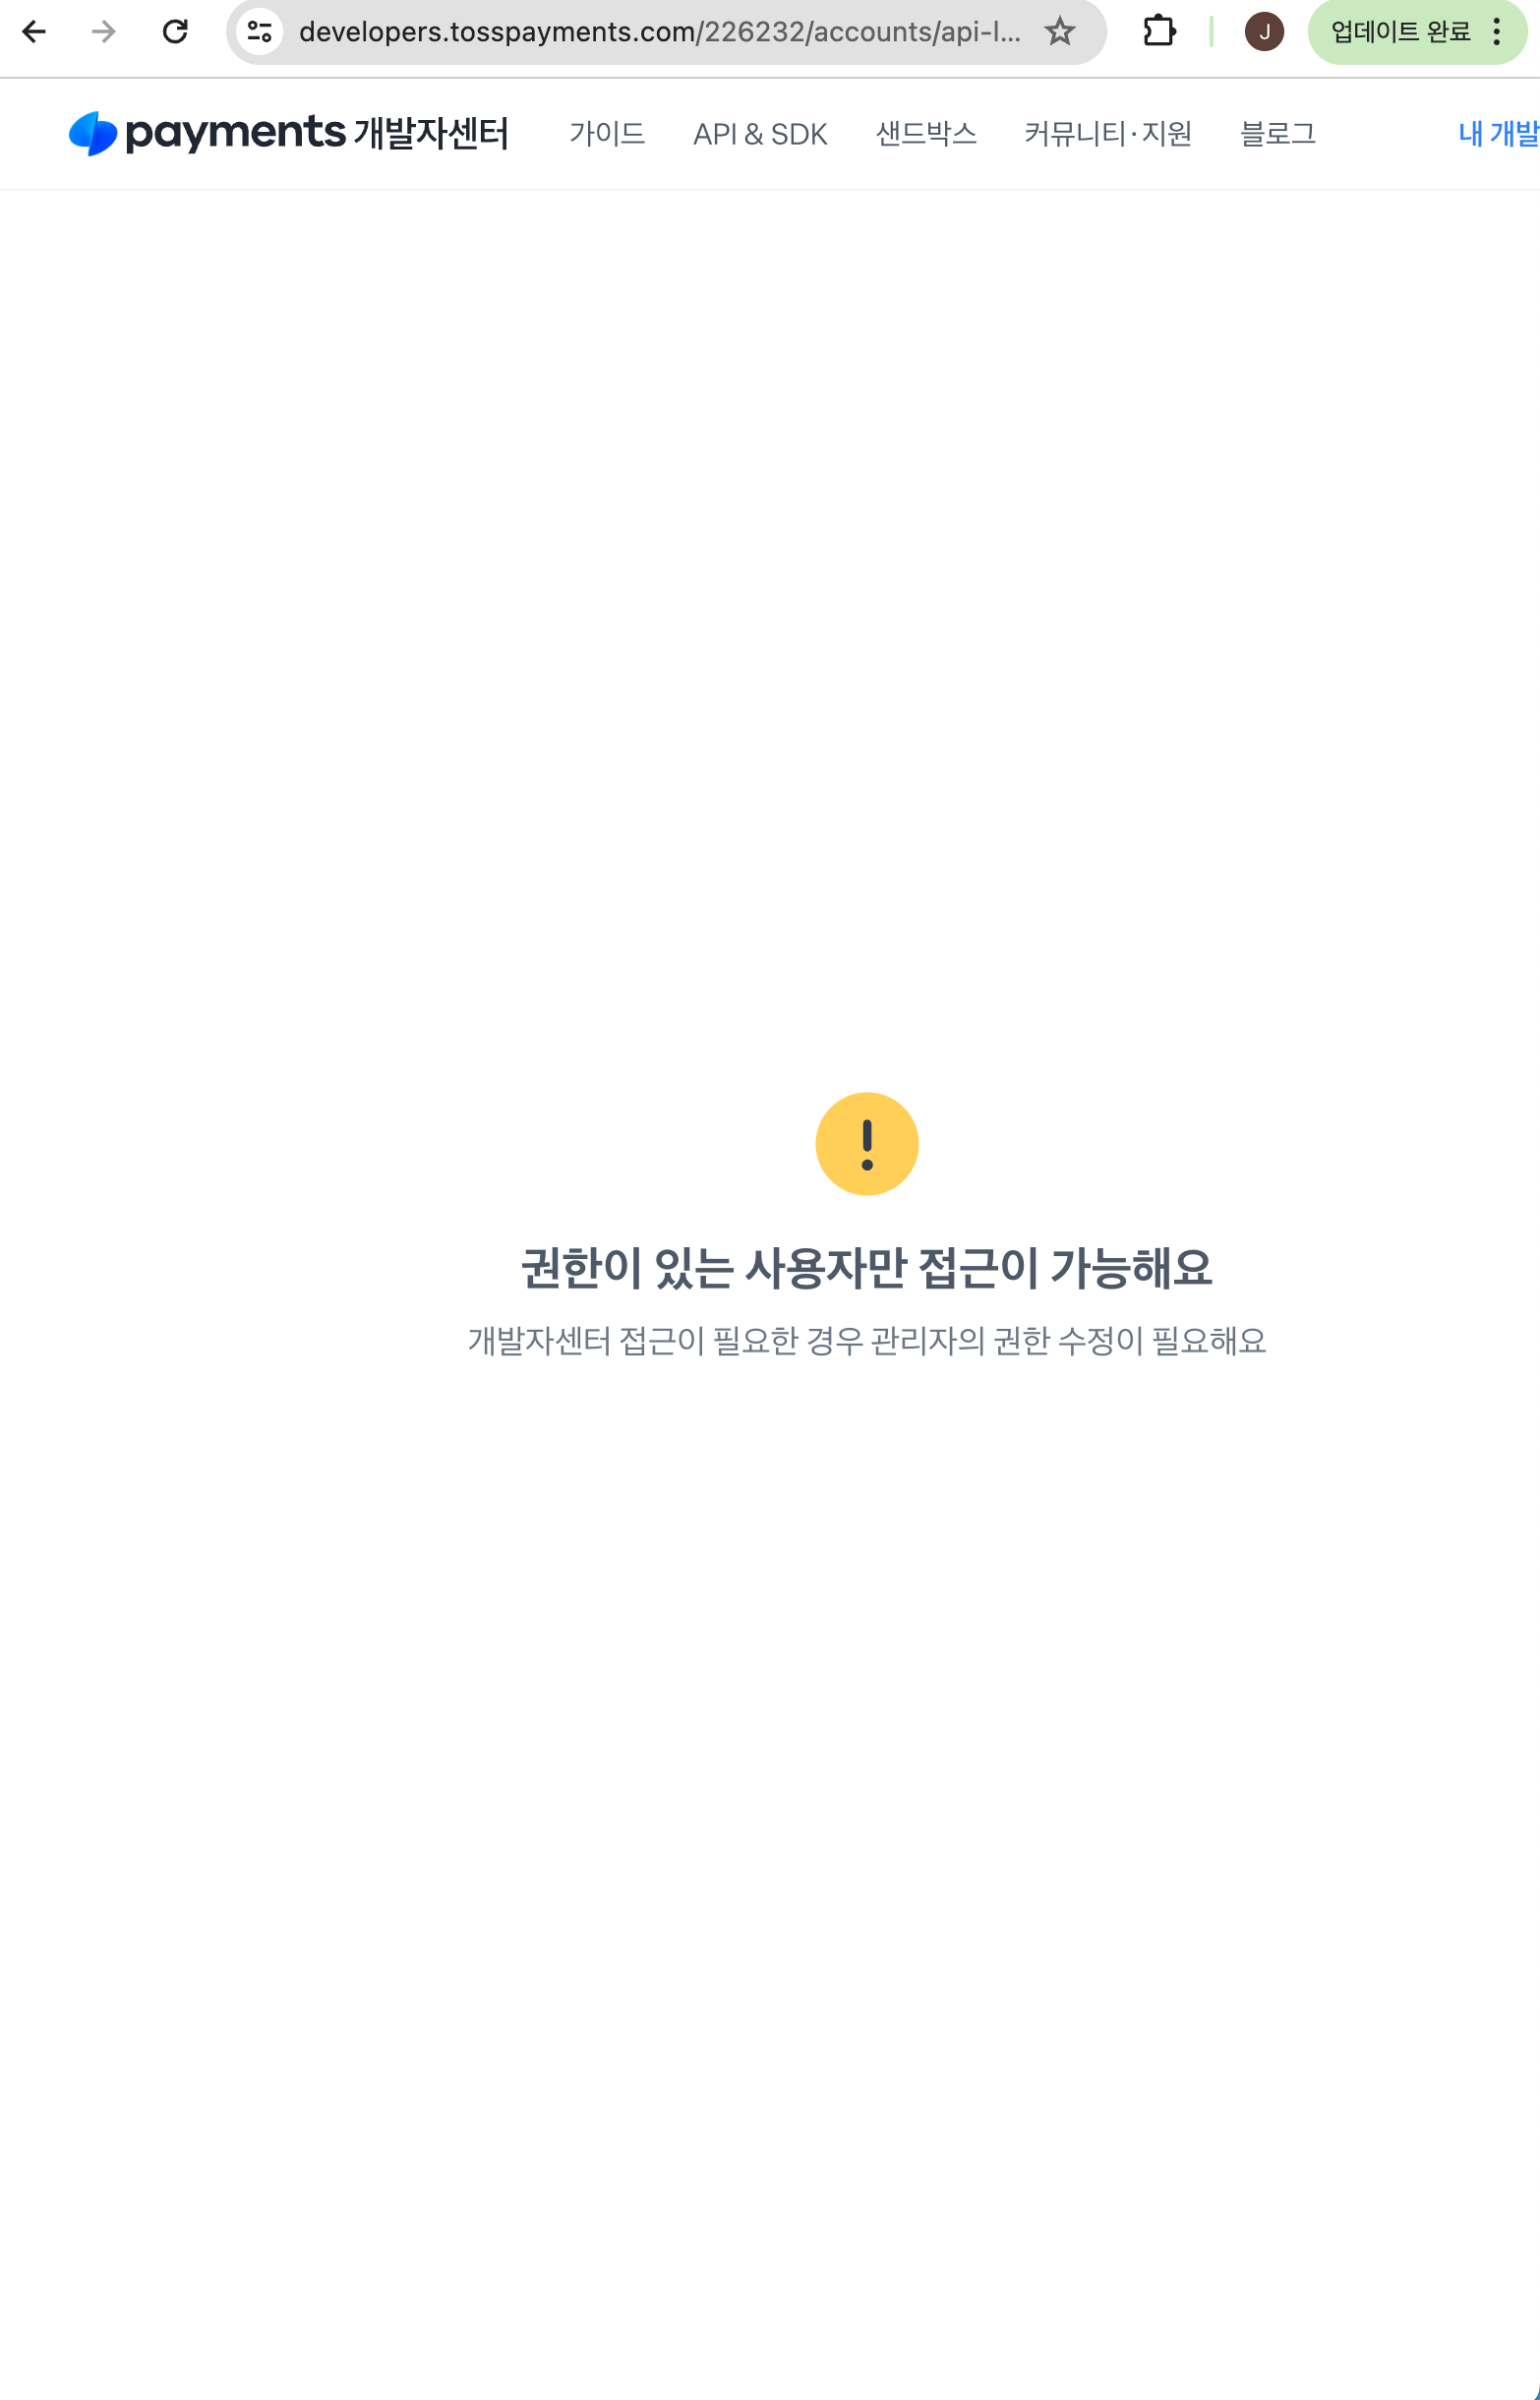 developers.tosspayments.com/226232/accounts/api-l...
J
업데이트 완료
payments 개발자센터
가이드
API & SDK
샌드박스
커뮤니티·지원
블로그
내 개발
권한이 있는 사용자만 접근이 가능해요
개발자센터 접근이 필요한 경우 관리자의 권한 수정이 필요해요